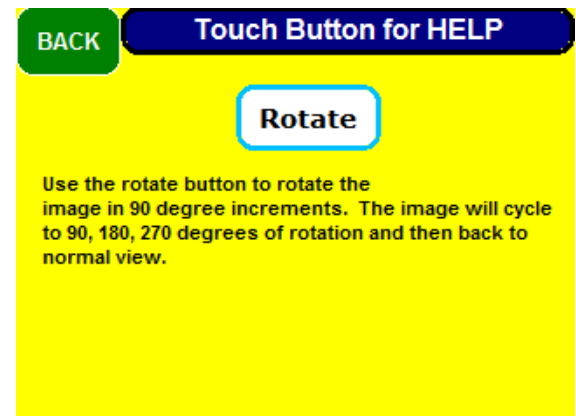 BACK
Touch Button for HELP
Rotate
Use the rotate button to rotate the
image in 90 degree increments.  The image will cycle
to 90, 180, 270 degrees of rotation and then back to
normal view.